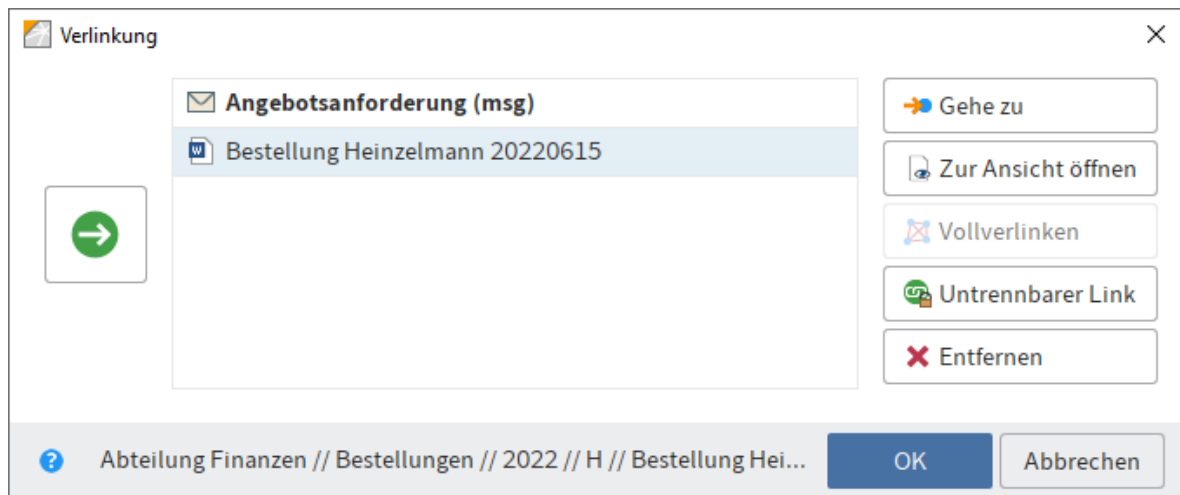 Verlinkung
Angebotsanforderung (msg)
Bestellung Heinzelmann 20220615
Gehe zu
Zur Ansicht öffnen
Vollverlinken
Untrennbarer Link
Entfernen
Abteilung Finanzen // Bestellungen // 2022 // H // Bestellung Hei...
OK
Abbrechen